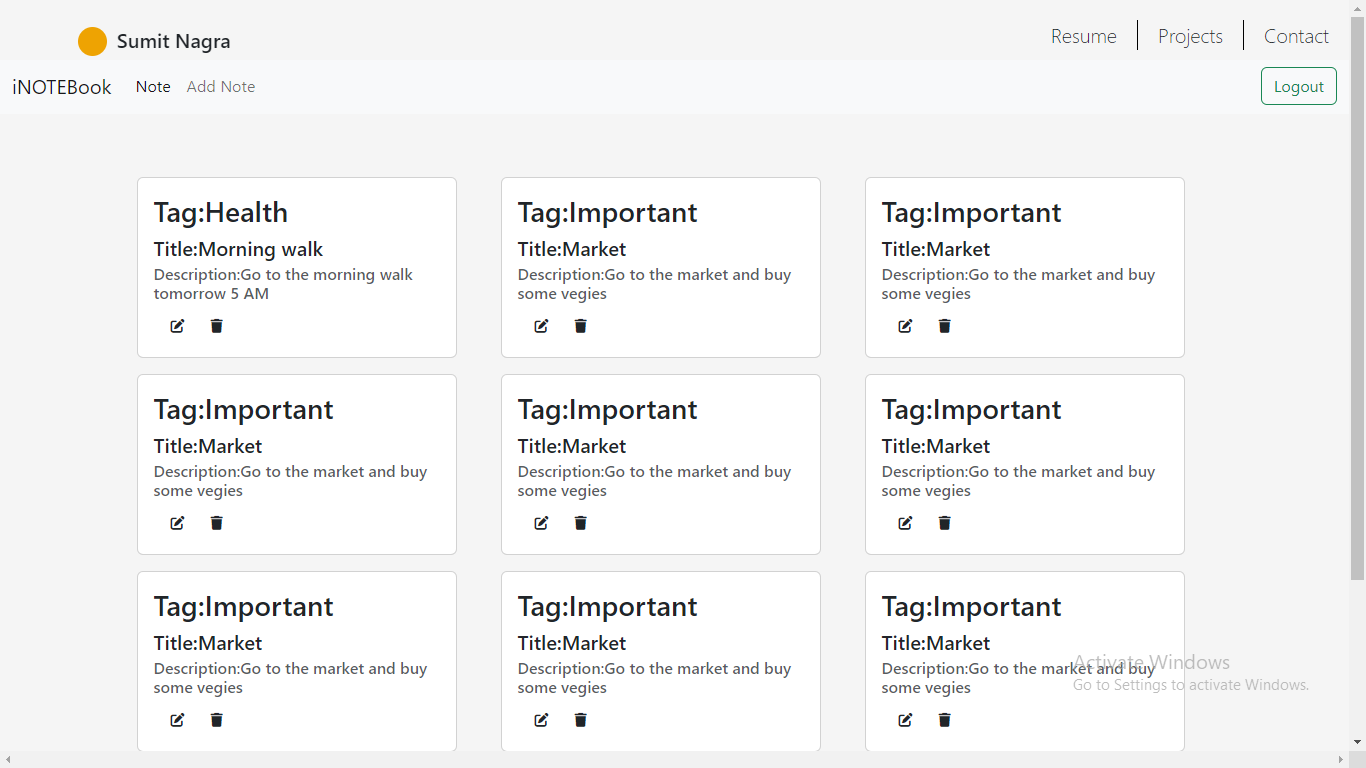 Sumit Nagra
Resume
Projects
Contact
iNOTEBook
Note
Add Note
Logout
Tag:Health
Title:Morning walk
Description:Go to the morning walk
tomorrow 5 AM
Tag:Important
Title:Market
Description:Go to the market and buy
some vegies
Tag:Important
Title:Market
Description:Go to the market and buy
some vegies
Tag:Important
Title:Market
Description:Go to the market and buy
some vegies
Tag:Important
Title:Market
Description:Go to the market and buy
some vegies
Tag:Important
Title:Market
Description:Go to the market and buy
some vegies
Tag:Important
Title:Market
Description:Go to the market and buy
some vegies
Tag:Important
Title:Market
Description:Go to the market and buy
some vegies
Tag:Important
Title:Market
Description:Go to the market and buy
some vegies
Activate Windows
Go to Settings to activate Windows.